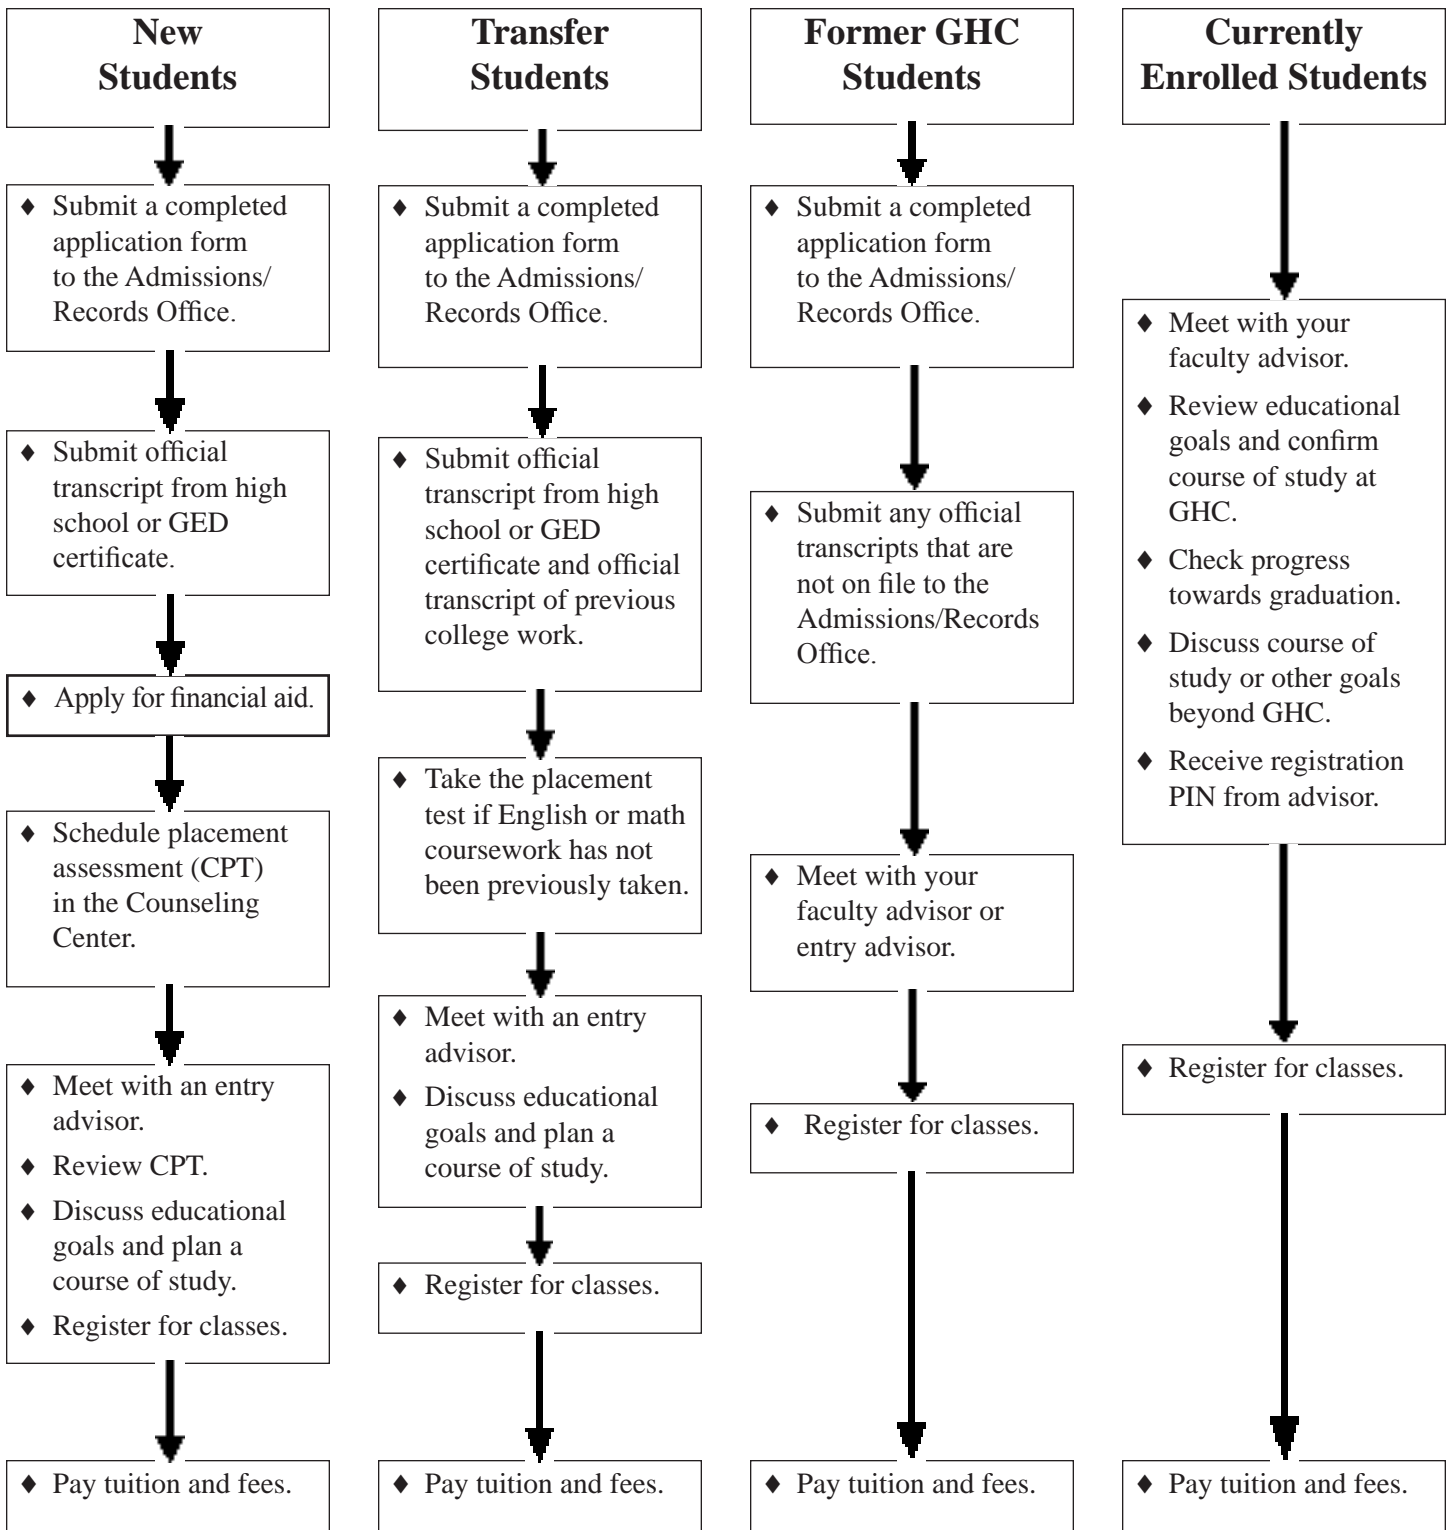 New
Students
♦ Submit a completed
application form
to the Admissions/
Records Office.
♦ Submit official
transcript from high
school or GED
certificate.
♦ Apply for financial aid.
♦ Schedule placement
assessment (CPT)
in the Counseling
Center.
♦ Meet with an entry
advisor.
♦ Review CPT.
♦ Discuss educational
goals and plan a
course of study.
♦ Register for classes.
♦ Pay tuition and fees.
Transfer
Students
♦ Submit a completed
application form
to the Admissions/
Records Office.
♦ Submit official
transcript from high
school or GED
certificate and official
transcript of previous
college work.
♦ Take the placement
test if English or math
coursework has not
been previously taken.
♦ Meet with an entry
advisor.
♦ Discuss educational
goals and plan a
course of study.
♦ Register for classes.
♦ Pay tuition and fees.
Former GHC
Students
♦ Submit a completed
application form
to the Admissions/
Records Office.
♦ Submit any official
transcripts that are
not on file to the
Admissions/Records
Office.
♦ Meet with your
faculty advisor or
entry advisor.
♦ Register for classes.
♦ Pay tuition and fees.
Currently
Enrolled Students
♦ Meet with your
faculty advisor.
♦ Review educational
goals and confirm
course of study at
GHC.
♦ Check progress
towards graduation.
♦ Discuss course of
study or other goals
beyond GHC.
♦ Receive registration
PIN from advisor.
♦ Register for classes.
♦ Pay tuition and fees.